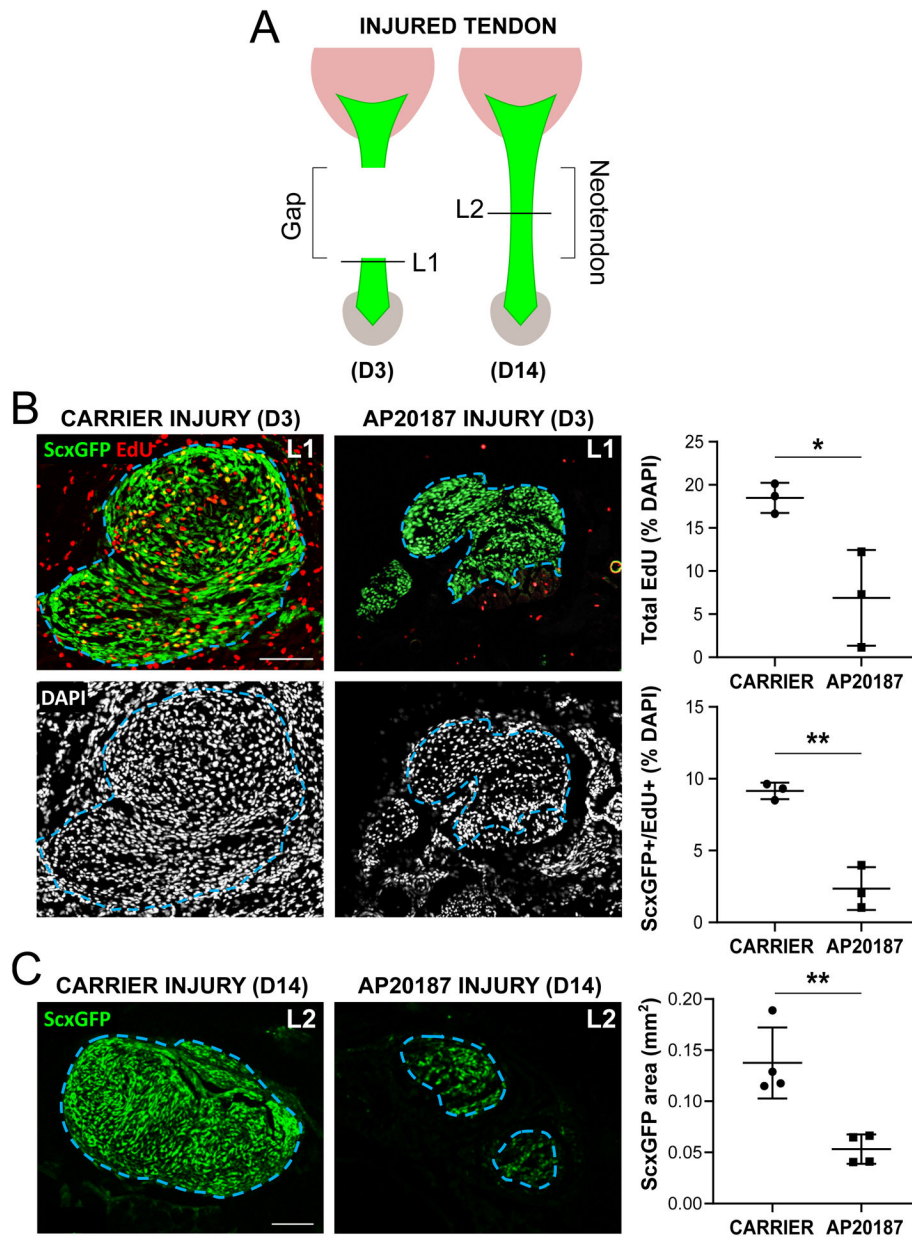 A
INJURED TENDON
Gap
L1
L2
Neotendon
(D3)
(D14)
B
CARRIER INJURY (D3)
AP20187 INJURY (D3)
ScxGFP EdU
L1
L1
DAPI
Total EdU (% DAPI)
25
20
15
10
5
0
*
CARRIER
AP20187
ScxGFP+/EdU+ (% DAPI)
15
10
5
0
**
CARRIER
AP20187
C
CARRIER INJURY (D14)
AP20187 INJURY (D14)
ScxGFP
L2
L2
ScxGFP area (mm²)
0.20
0.15
0.10
0.05
0.00
**
CARRIER
AP20187